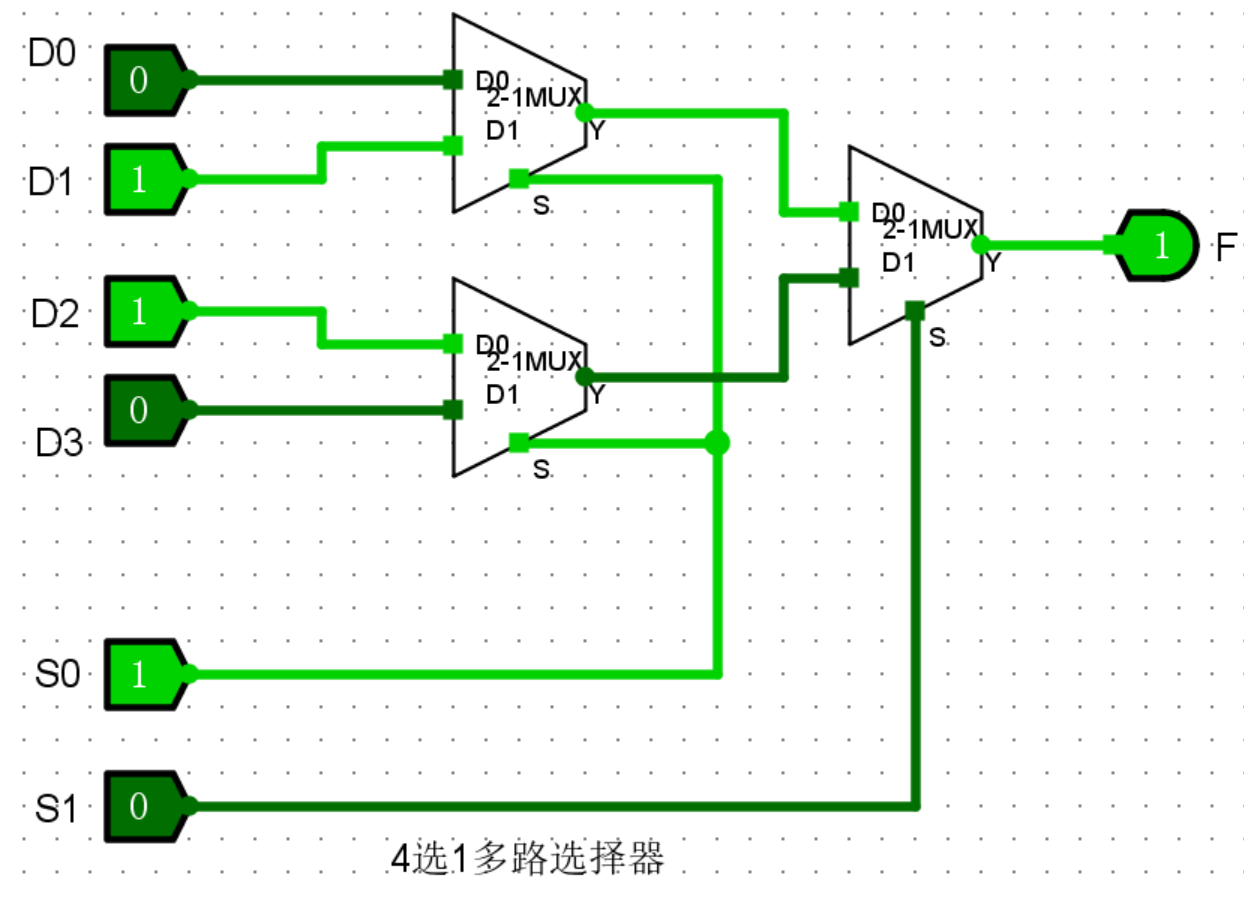 D0 0
D0
2-1MUX
D1
Y
S
D1 1
D2 1
D0
2-1MUX
D1
Y
S
D3 0
D0
2-1MUX
D1
Y
S
1 F
S0 1
S1 0
4选1多路选择器